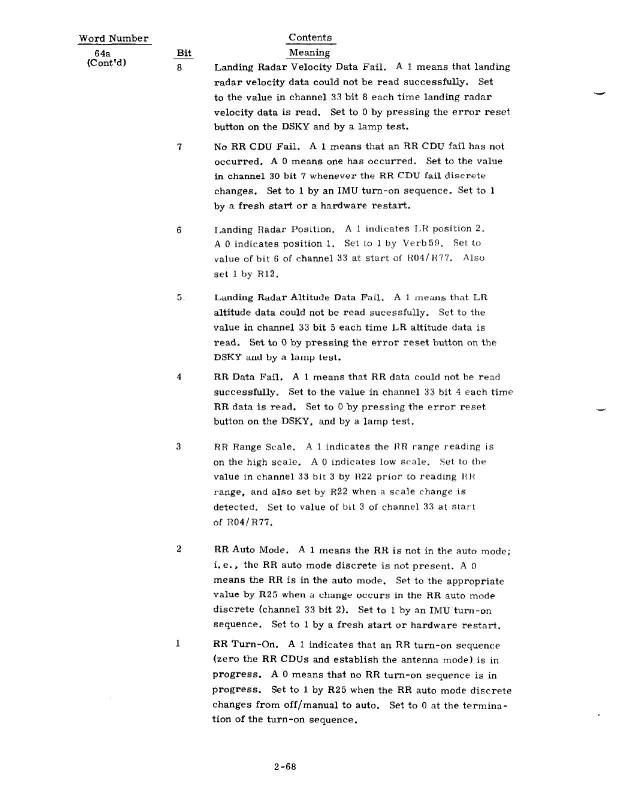 Word Number Contents
64a Bit Meaning
(Cont'd) 8 Landing Radar Velocity Data Fail. A 1 means that landing
radar velocity data could not be read successfully. Set
to the value in channel 33 bit 8 each time landing radar
velocity data is read. Set to 0 by pressing the error reset
button on the DSKY and by a lamp test.
7 No RR CDU Fail. A 1 means that an RR CDU fail has not
occurred. A 0 means one has occurred. Set to the value
in channel 30 bit 7 whenever the RR CDU fail discrete
changes. Set to 1 by an IMU turn-on sequence. Set to 1
by a fresh start or a hardware restart.
6 Landing Radar Position. A 1 indicates LR position 2.
A 0 indicates position 1. Set to 1 by Verb 59. Set to
value of bit 6 of channel 33 at start of R04/R77. Also
set 1 by R12.
5. Landing Radar Altitude Data Fail. A 1 means that LR
altitude data could not be read sucessfully. Set to the
value in channel 33 bit 5 each time LR altitude data is
read. Set to 0 by pressing the error reset button on the
DSKY and by a lamp test.
4 RR Data Fail. A 1 means that RR data could not be read
successfully. Set to the value in channel 33 bit 4 each time
RR data is read. Set to 0 by pressing the error reset
button on the DSKY, and by a lamp test.
3 RR Range Scale. A 1 indicates the RR range reading is
on the high scale. A 0 indicates low scale. Set to the
value in channel 33 bit 3 by R22 prior to reading RR
range, and also set by R22 when a scale change is
detected. Set to value of bit 3 of channel 33 at start
of R04/R77.
2 RR Auto Mode. A 1 means the RR is not in the auto mode;
i.e., the RR auto mode discrete is not present. A 0
means the RR is in the auto mode. Set to the appropriate
value by R25 when a change occurs in the RR auto mode
discrete (channel 33 bit 2). Set to 1 by an IMU turn-on
sequence. Set to 1 by a fresh start or hardware restart.
1 RR Turn-On. A 1 indicates that an RR turn-on sequence
(zero the RR CDUs and establish the antenna mode) is in
progress. A 0 means that no RR turn-on sequence is in
progress. Set to 1 by R25 when the RR auto mode discrete
changes from off/manual to auto. Set to 0 at the termina-
tion of the turn-on sequence.
2-68